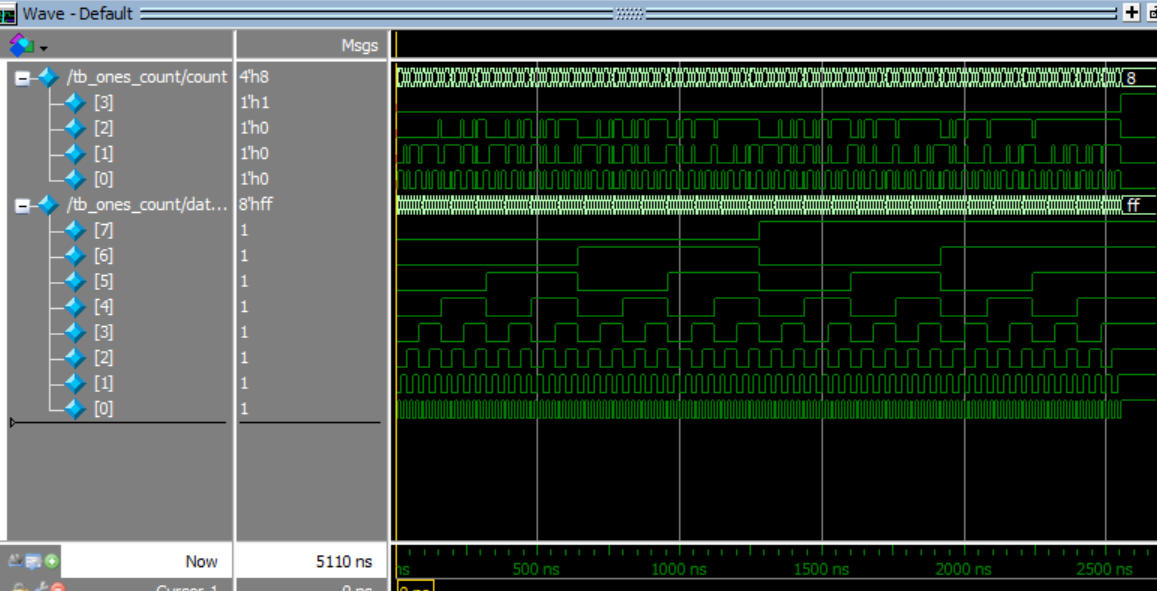 Wave - Default
Msgs
/tb_ones_count/count 4'h8 8
[3] 1'h1
[2] 1'h0
[1] 1'h0
[0] 1'h0
/tb_ones_count/dat... 8'hff ff
[7] 1
[6] 1
[5] 1
[4] 1
[3] 1
[2] 1
[1] 1
[0] 1
Now 5110 ns ns 500 ns 1000 ns 1500 ns 2000 ns 2500 ns
Cursor 1 0 ns 0 ns